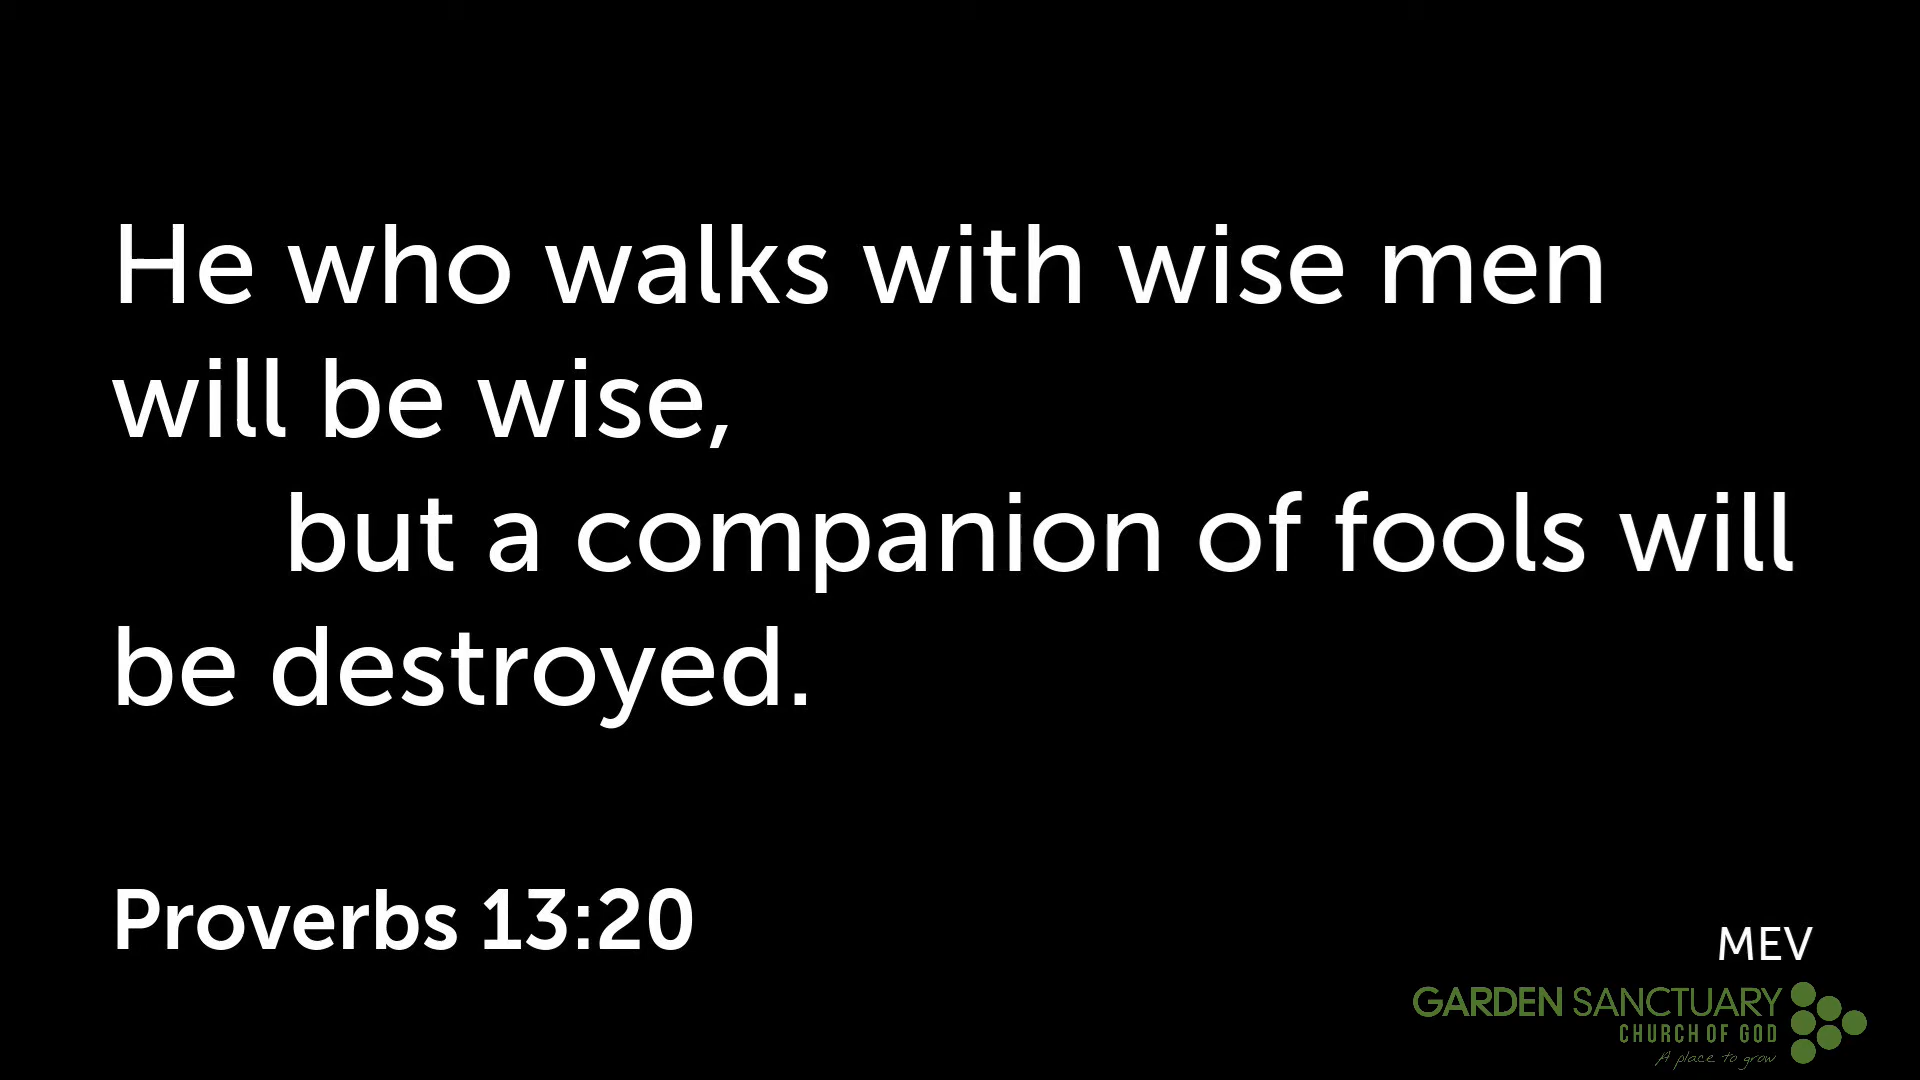 He who walks with wise men
will be wise,
but a companion of fools will
be destroyed.
Proverbs 13:20
MEV
GARDEN SANCTUARY
CHURCH OF GOD
A place to grow